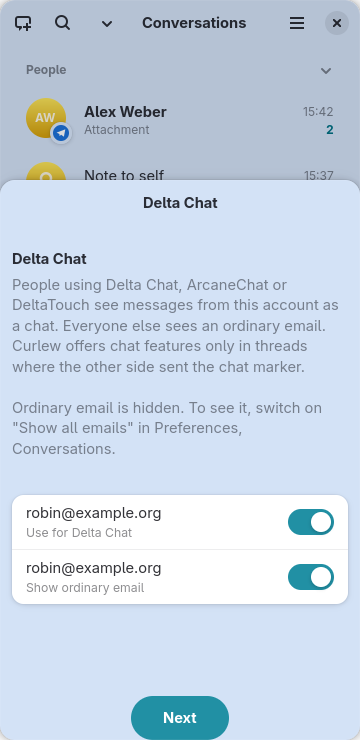 Conversations
People
AW
Alex Weber
15:42
Attachment
2
Note to self
15:37
Delta Chat
Delta Chat
People using Delta Chat, ArcaneChat or
DeltaTouch see messages from this account as
a chat. Everyone else sees an ordinary email.
Curlew offers chat features only in threads
where the other side sent the chat marker.
Ordinary email is hidden. To see it, switch on
"Show all emails" in Preferences,
Conversations.
robin@example.org
Use for Delta Chat
robin@example.org
Show ordinary email
Next